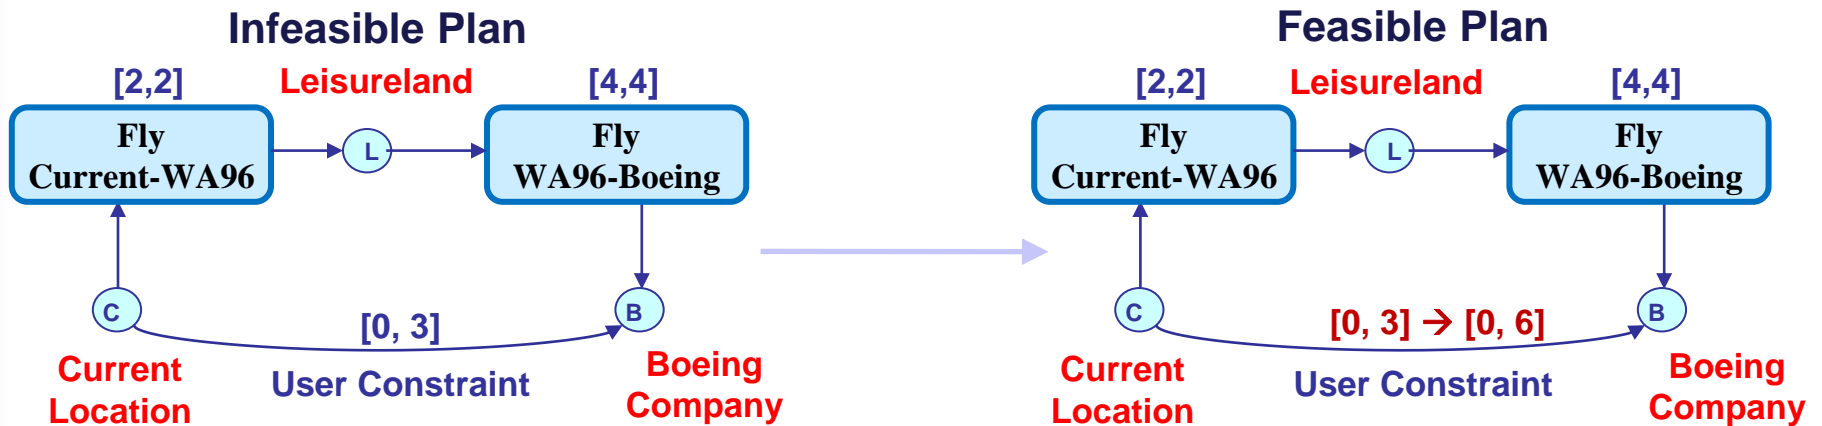 Infeasible Plan
[2,2]
Leisureland
[4,4]
Fly
Current-WA96
L
Fly
WA96-Boeing
C
B
[0, 3]
Current
Location
User Constraint
Boeing
Company
Feasible Plan
[2,2]
Leisureland
[4,4]
Fly
Current-WA96
L
Fly
WA96-Boeing
C
B
[0, 3] → [0, 6]
Current
Location
User Constraint
Boeing
Company